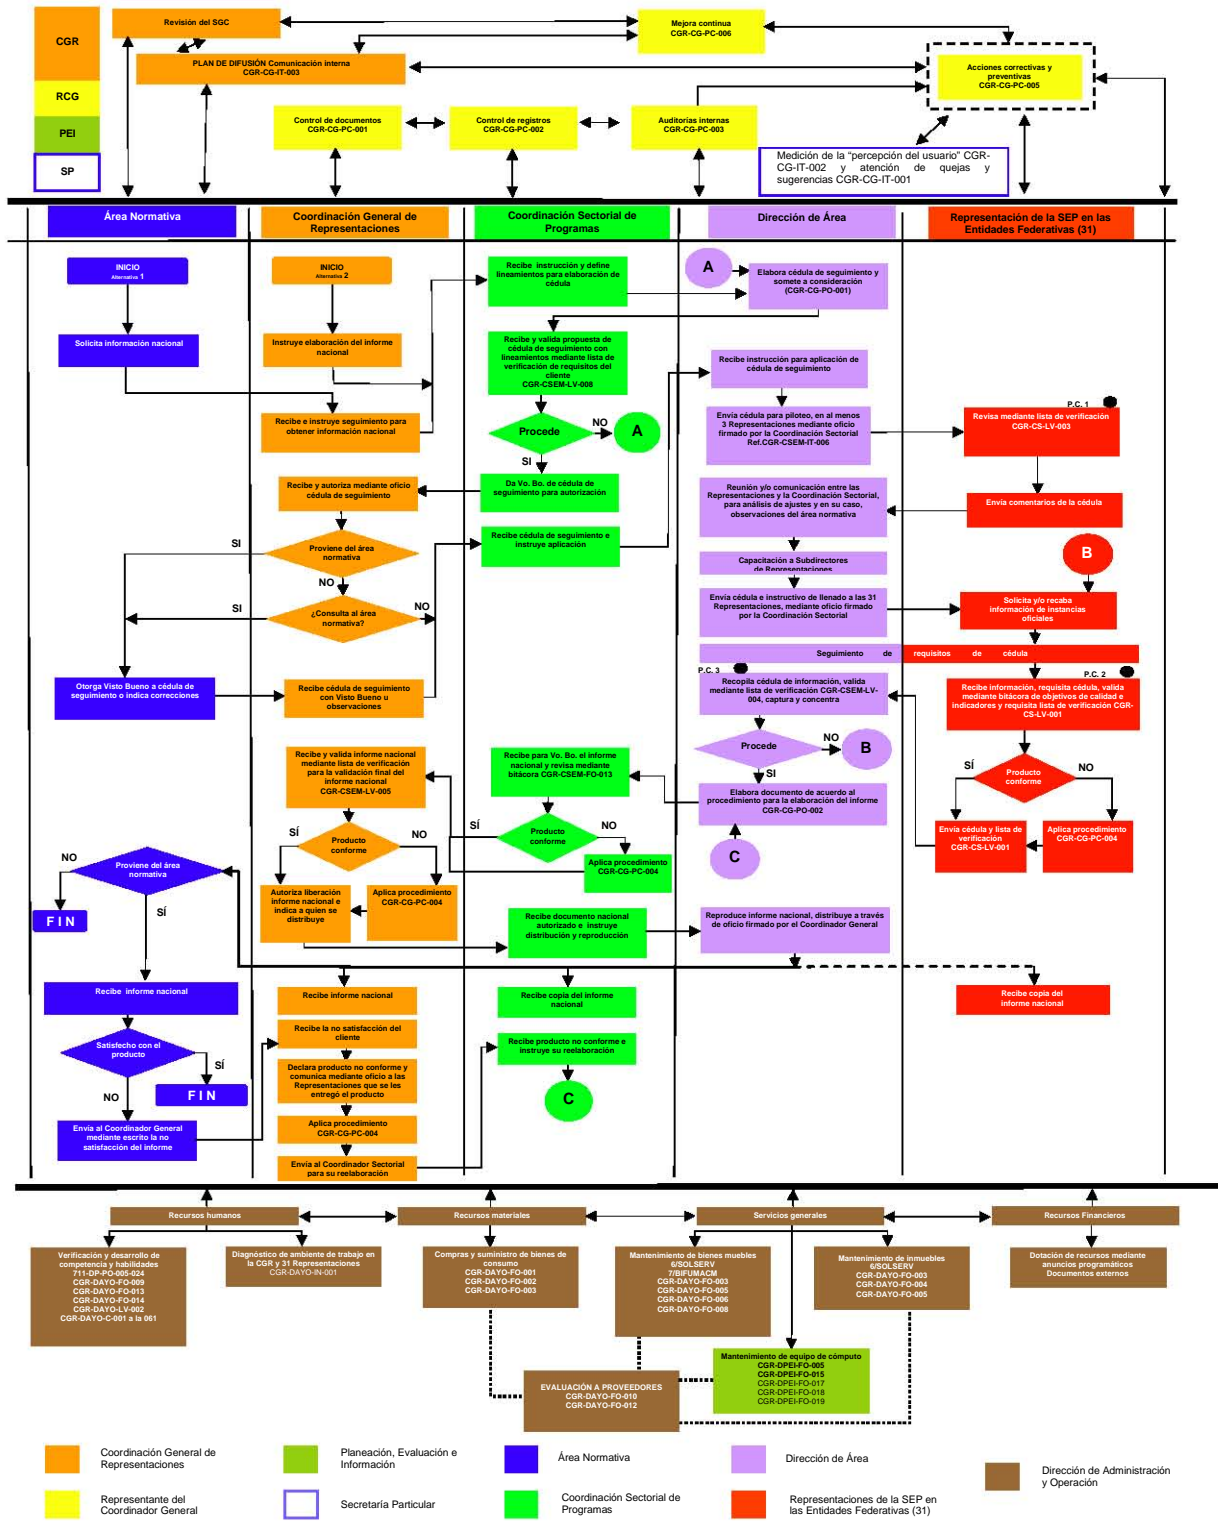 CGR
RCG
PEI
SP
Revisión del SGC
Mejora continua
CGR-CG-PC-006
PLAN DE DIFUSIÓN Comunicación interna
CGR-CG-IT-003
Acciones correctivas y
preventivas
CGR-CG-PC-005
Control de documentos
CGR-CG-PC-001
Control de registros
CGR-CG-PC-002
Auditorías internas
CGR-CG-PC-003
Medición de la "percepción del usuario" CGR-
CG-IT-002 y atención de quejas y
sugerencias CGR-CG-IT-001
Área Normativa
Coordinación General de
Representaciones
Coordinación Sectorial de
Programas
Dirección de Área
Representación de la SEP en las
Entidades Federativas (31)
INICIO
Alternativa 1
INICIO
Alternativa 2
Recibe instrucción y define
lineamientos para elaboración de
cédula
A
Elabora cédula de seguimiento y
somete a consideración
(CGR-CG-PO-001)
Solicita información nacional
Instruye elaboración del informe
nacional
Recibe y valida propuesta de
cédula de seguimiento con
lineamientos mediante lista de
verificación de requisitos del
cliente
CGR-CSEM-LV-008
Recibe instrucción para aplicación de
cédula de seguimiento
Recibe e instruye seguimiento para
obtener información nacional
Procede
NO
A
SI
Envía cédula para piloteo, en al menos
3 Representaciones mediante oficio
firmado por la Coordinación Sectorial
Ref.CGR-CSEM-IT-006
P.C. 1
Revisa mediante lista de verificación
CGR-CS-LV-003
Recibe y autoriza mediante oficio
cédula de seguimiento
Da Vo. Bo. de cédula de
seguimiento para autorización
Reunión y/o comunicación entre las
Representaciones y la Coordinación Sectorial,
para análisis de ajustes y en su caso,
observaciones del área normativa
Envía comentarios de la cédula
SI
Proviene del área
normativa
NO
Recibe cédula de seguimiento e
instruye aplicación
Capacitación a Subdirectores
de Representaciones
B
SI
¿Consulta al área
normativa?
NO
Envía cédula e instructivo de llenado a las 31
Representaciones, mediante oficio firmado
por la Coordinación Sectorial
Solicita y/o recaba
información de instancias
oficiales
Seguimiento de requisitos de cédula
Otorga Visto Bueno a cédula de
seguimiento o indica correcciones
Recibe cédula de seguimiento
con Visto Bueno u
observaciones
P.C. 3
Recopila cédula de información, valida
mediante lista de verificación CGR-CSEM-LV-
004, captura y concentra
P.C. 2
Recibe información, requisita cédula, valida
mediante bitácora de objetivos de calidad e
indicadores y requisita lista de verificación CGR-
CS-LV-001
Procede
NO
B
SI
Recibe y valida informe nacional
mediante lista de verificación
para la validación final del
informe nacional
CGR-CSEM-LV-005
Recibe para Vo. Bo. el informe
nacional y revisa mediante
bitácora CGR-CSEM-FO-013
Elabora documento de acuerdo al
procedimiento para la elaboración del informe
CGR-CG-PO-002
SÍ
Producto
conforme
NO
SÍ
Producto
conforme
NO
SÍ
Producto
conforme
NO
C
Envía cédula y lista de
verificación
CGR-CS-LV-001
Aplica procedimiento
CGR-CG-PC-004
NO
Proviene del área
normativa
SÍ
F I N
Aplica procedimiento
CGR-CG-PC-004
Autoriza liberación
informe nacional e
indica a quien se
distribuye
Aplica procedimiento
CGR-CG-PC-004
Recibe documento nacional
autorizado e instruye
distribución y reproducción
Reproduce informe nacional, distribuye a través
de oficio firmado por el Coordinador General
Recibe informe nacional
Recibe informe nacional
Recibe copia del informe
nacional
Recibe copia del
informe nacional
Satisfecho con el
producto
SÍ
NO
F I N
Recibe la no satisfacción del
cliente
Recibe producto no conforme e
instruye su reelaboración
Declara producto no conforme y
comunica mediante oficio a las
Representaciones que se les
entregó el producto
C
Envía al Coordinador General
mediante escrito la no
satisfacción del informe
Aplica procedimiento
CGR-CG-PC-004
Envía al Coordinador Sectorial
para su reelaboración
Recursos humanos
Recursos materiales
Servicios generales
Recursos Financieros
Verificación y desarrollo de
competencia y habilidades
711-DP-PO-005-024
CGR-DAYO-FO-009
CGR-DAYO-FO-013
CGR-DAYO-FO-014
CGR-DAYO-LV-002
CGR-DAYO-C-001 a la 061
Diagnóstico de ambiente de trabajo en
la CGR y 31 Representaciones
CGR-DAYO-IN-001
Compras y suministro de bienes de
consumo
CGR-DAYO-FO-001
CGR-DAYO-FO-002
CGR-DAYO-FO-003
Mantenimiento de bienes muebles
6/SOLSERV
7/BIFUMACM
CGR-DAYO-FO-003
CGR-DAYO-FO-005
CGR-DAYO-FO-006
CGR-DAYO-FO-008
Mantenimiento de inmuebles
6/SOLSERV
CGR-DAYO-FO-003
CGR-DAYO-FO-004
CGR-DAYO-FO-005
Dotación de recursos mediante
anuncios programáticos
Documentos externos
Mantenimiento de equipo de cómputo
CGR-DPEI-FO-005
CGR-DPEI-FO-015
CGR-DPEI-FO-017
CGR-DPEI-FO-018
CGR-DPEI-FO-019
EVALUACIÓN A PROVEEDORES
CGR-DAYO-FO-010
CGR-DAYO-FO-012
Coordinación General de
Representaciones
Planeación, Evaluación e
Información
Área Normativa
Dirección de Área
Dirección de Administración
y Operación
Representante del
Coordinador General
Secretaría Particular
Coordinación Sectorial de
Programas
Representaciones de la SEP en
las Entidades Federativas (31)